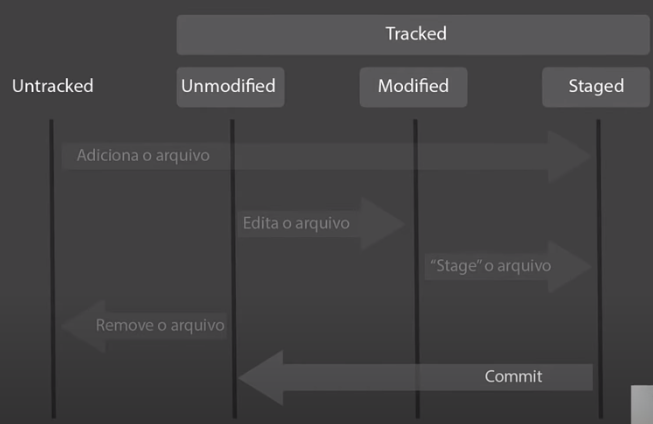 Tracked
Untracked
Unmodified
Modified
Staged
Adiciona o arquivo
Edita o arquivo
“Stage” o arquivo
Remove o arquivo
Commit